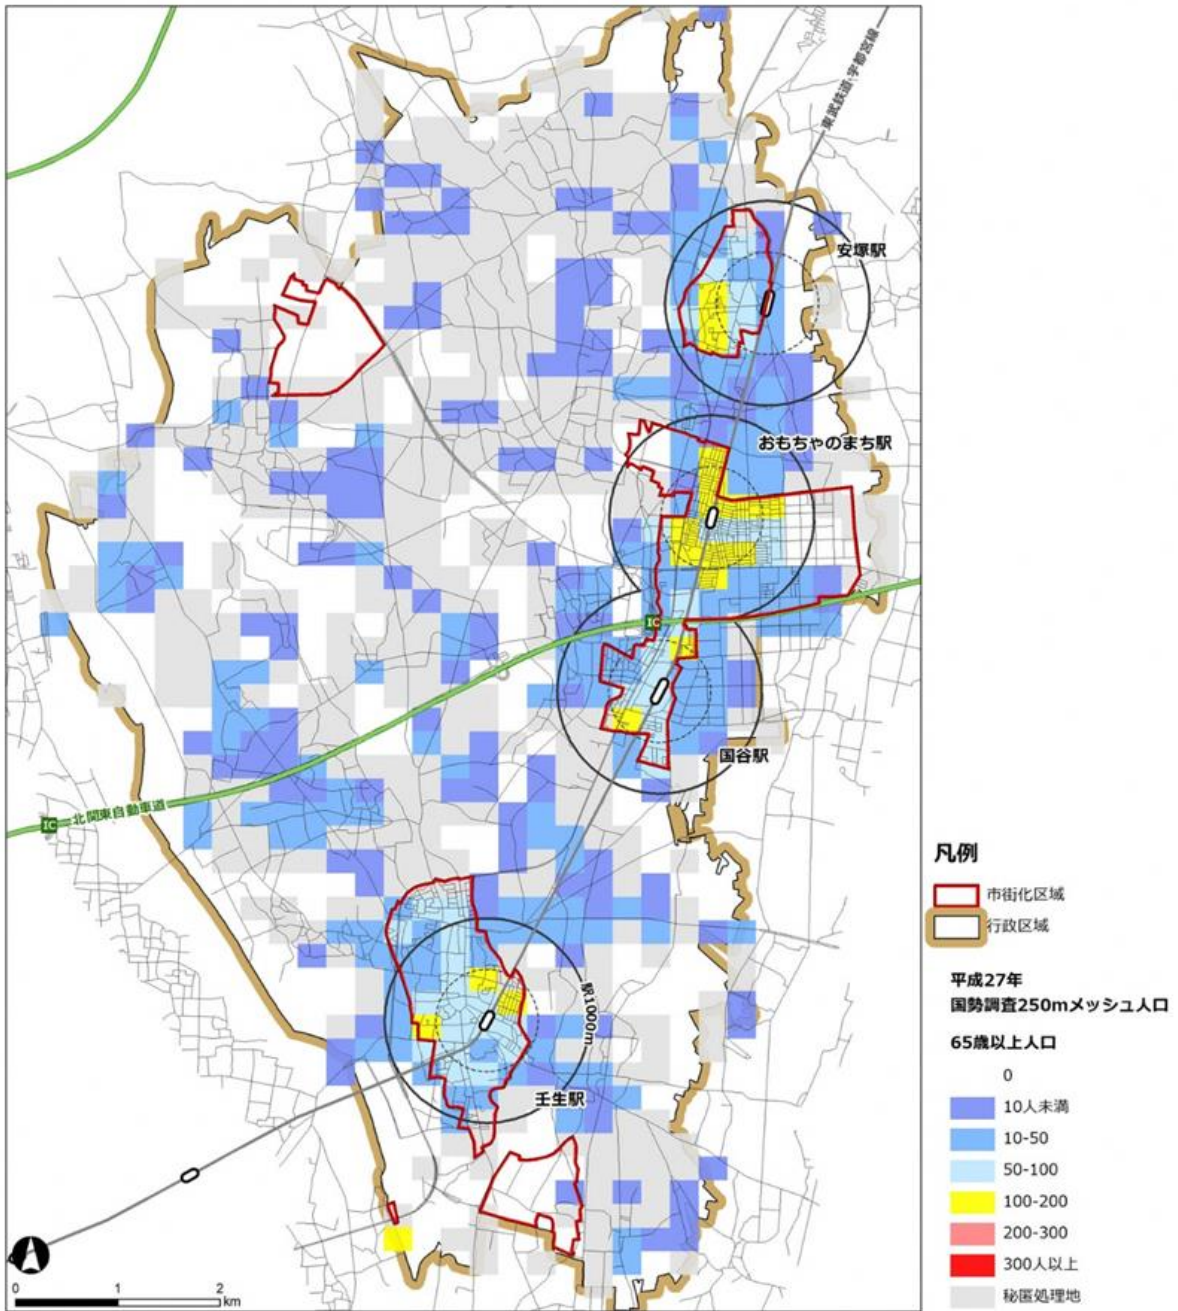 東武鉄道宇都宮線
安塚駅
おもちゃのまち駅
IC
国谷駅
IC 北関東自動車道
駅1000m
壬生駅
0 1 2 km
凡例
市街化区域
行政区域
平成27年
国勢調査250mメッシュ人口
65歳以上人口
0
10人未満
10-50
50-100
100-200
200-300
300人以上
秘匿処理地